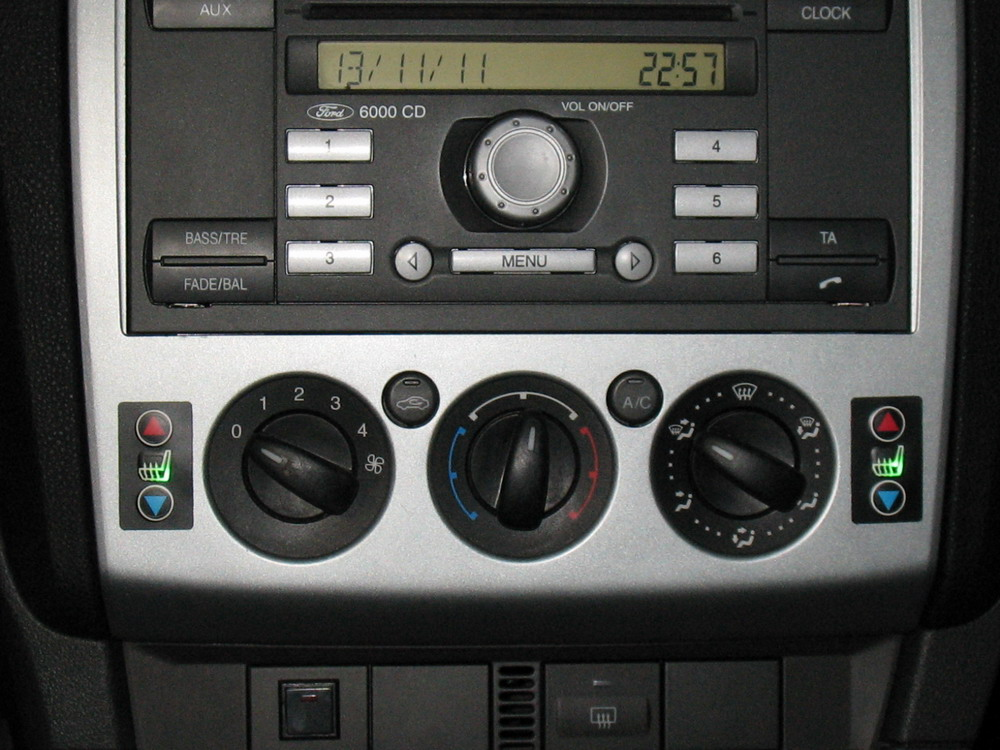 AUX
CLOCK
13/11/11 22:57
Ford 6000 CD
VOL ON/OFF
1
4
2
5
BASS/TRE
3
MENU
6
TA
FADE/BAL
0 1 2 3 4
A/C